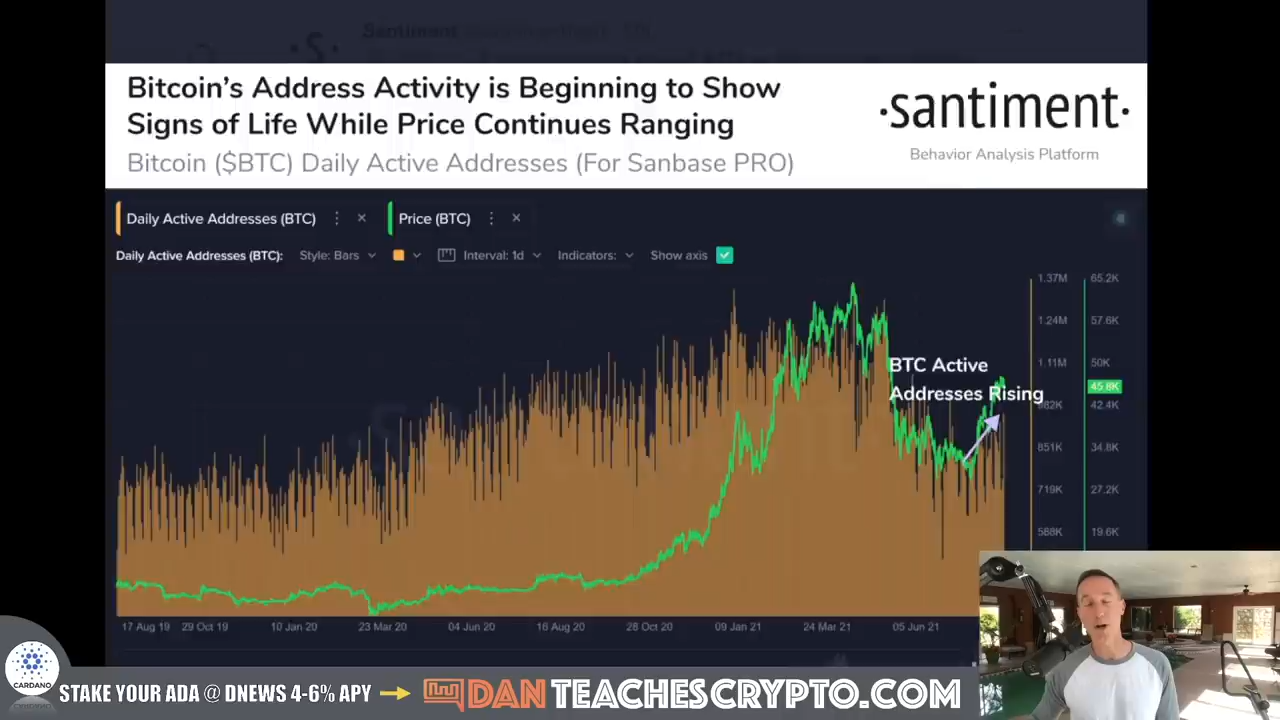 Santiment
Bitcoin's Address Activity is Beginning to Show
Signs of Life While Price Continues Ranging
Bitcoin ($BTC) Daily Active Addresses (For Sanbase PRO)
·santiment·
Behavior Analysis Platform
Daily Active Addresses (BTC)
Price (BTC)
Daily Active Addresses (BTC): Style: Bars Interval: 1d Indicators: Show axis
1.37M 65.2K
1.24M 57.6K
1.11M 50K
45.8K
982K 42.4K
851K 34.8K
719K 27.2K
588K 19.6K
BTC Active
Addresses Rising
17 Aug 19 29 Oct 19 10 Jan 20 23 Mar 20 04 Jun 20 16 Aug 20 28 Oct 20 09 Jan 21 24 Mar 21 05 Jun 21
CARDANO
STAKE YOUR ADA @ DNEWS 4-6% APY
DANTEACHESCRYPTO.COM